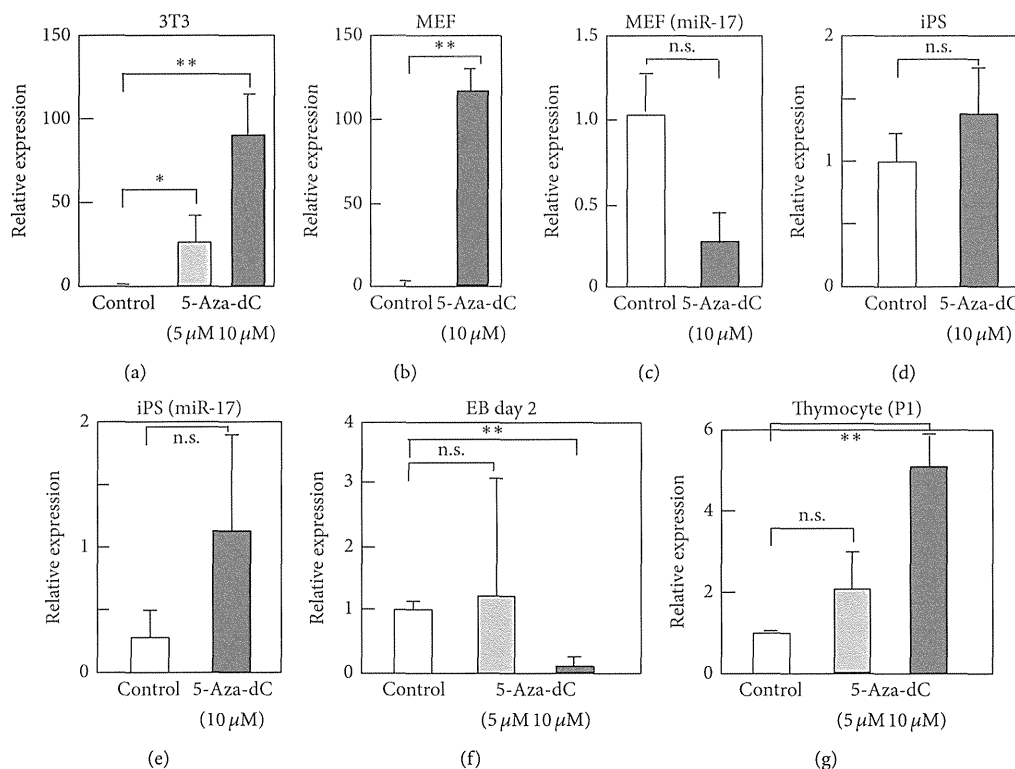 3T3
150
100
50
0
Relative expression
**
*
Control 5-Aza-dC
(5 μM 10 μM)
(a)
MEF
150
100
50
0
Relative expression
**
Control 5-Aza-dC
(10 μM)
(b)
MEF (miR-17)
1.5
1.0
0.5
0.0
Relative expression
n.s.
Control 5-Aza-dC
(10 μM)
(c)
iPS
2
1
0
Relative expression
n.s.
Control 5-Aza-dC
(10 μM)
(d)
iPS (miR-17)
2
1
0
Relative expression
n.s.
Control 5-Aza-dC
(10 μM)
(e)
EB day 2
4
3
2
1
0
Relative expression
**
n.s.
Control 5-Aza-dC
(5 μM 10 μM)
(f)
Thymocyte (P1)
6
4
2
0
Relative expression
**
n.s.
Control 5-Aza-dC
(5 μM 10 μM)
(g)